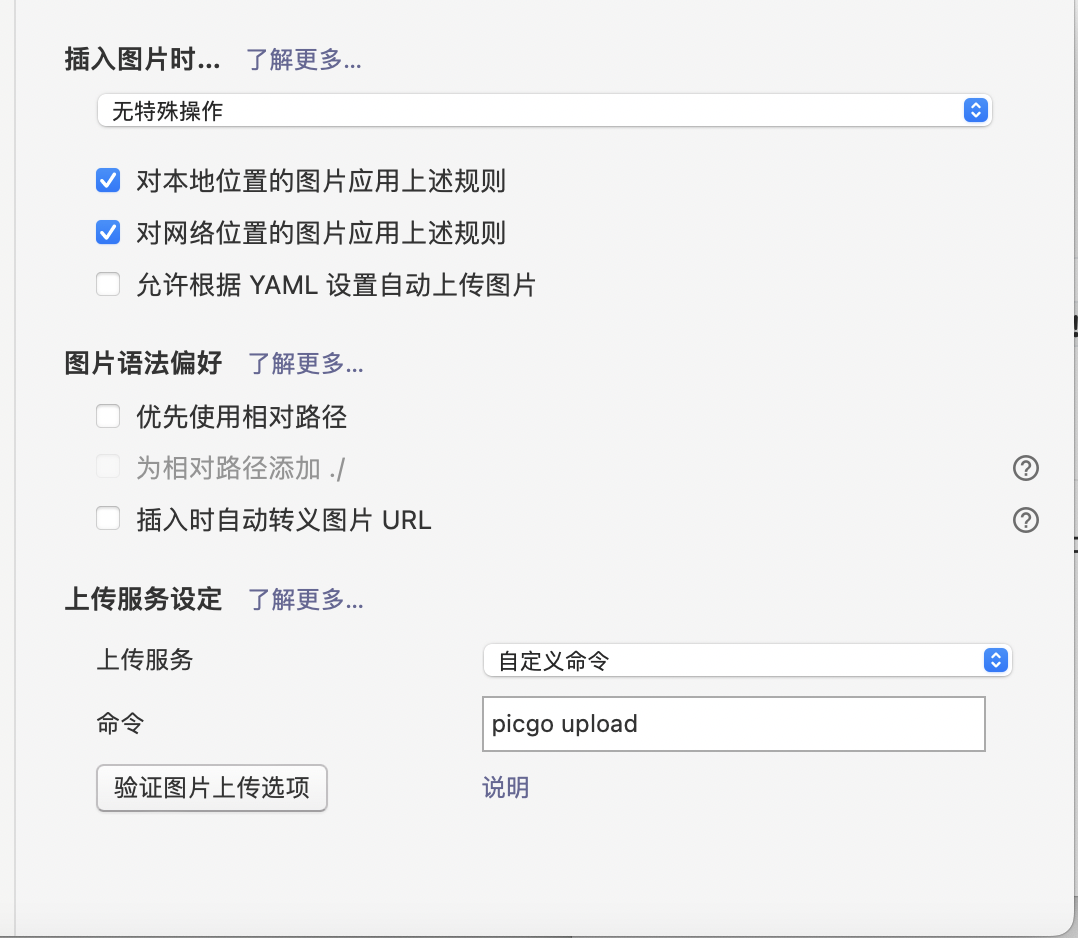 插入图片时... 了解更多...
无特殊操作
对本地位置的图片应用上述规则
对网络位置的图片应用上述规则
允许根据 YAML 设置自动上传图片
图片语法偏好 了解更多...
优先使用相对路径
为相对路径添加 ./
插入时自动转义图片 URL
上传服务设定 了解更多...
上传服务 自定义命令
命令 picgo upload
验证图片上传选项 说明